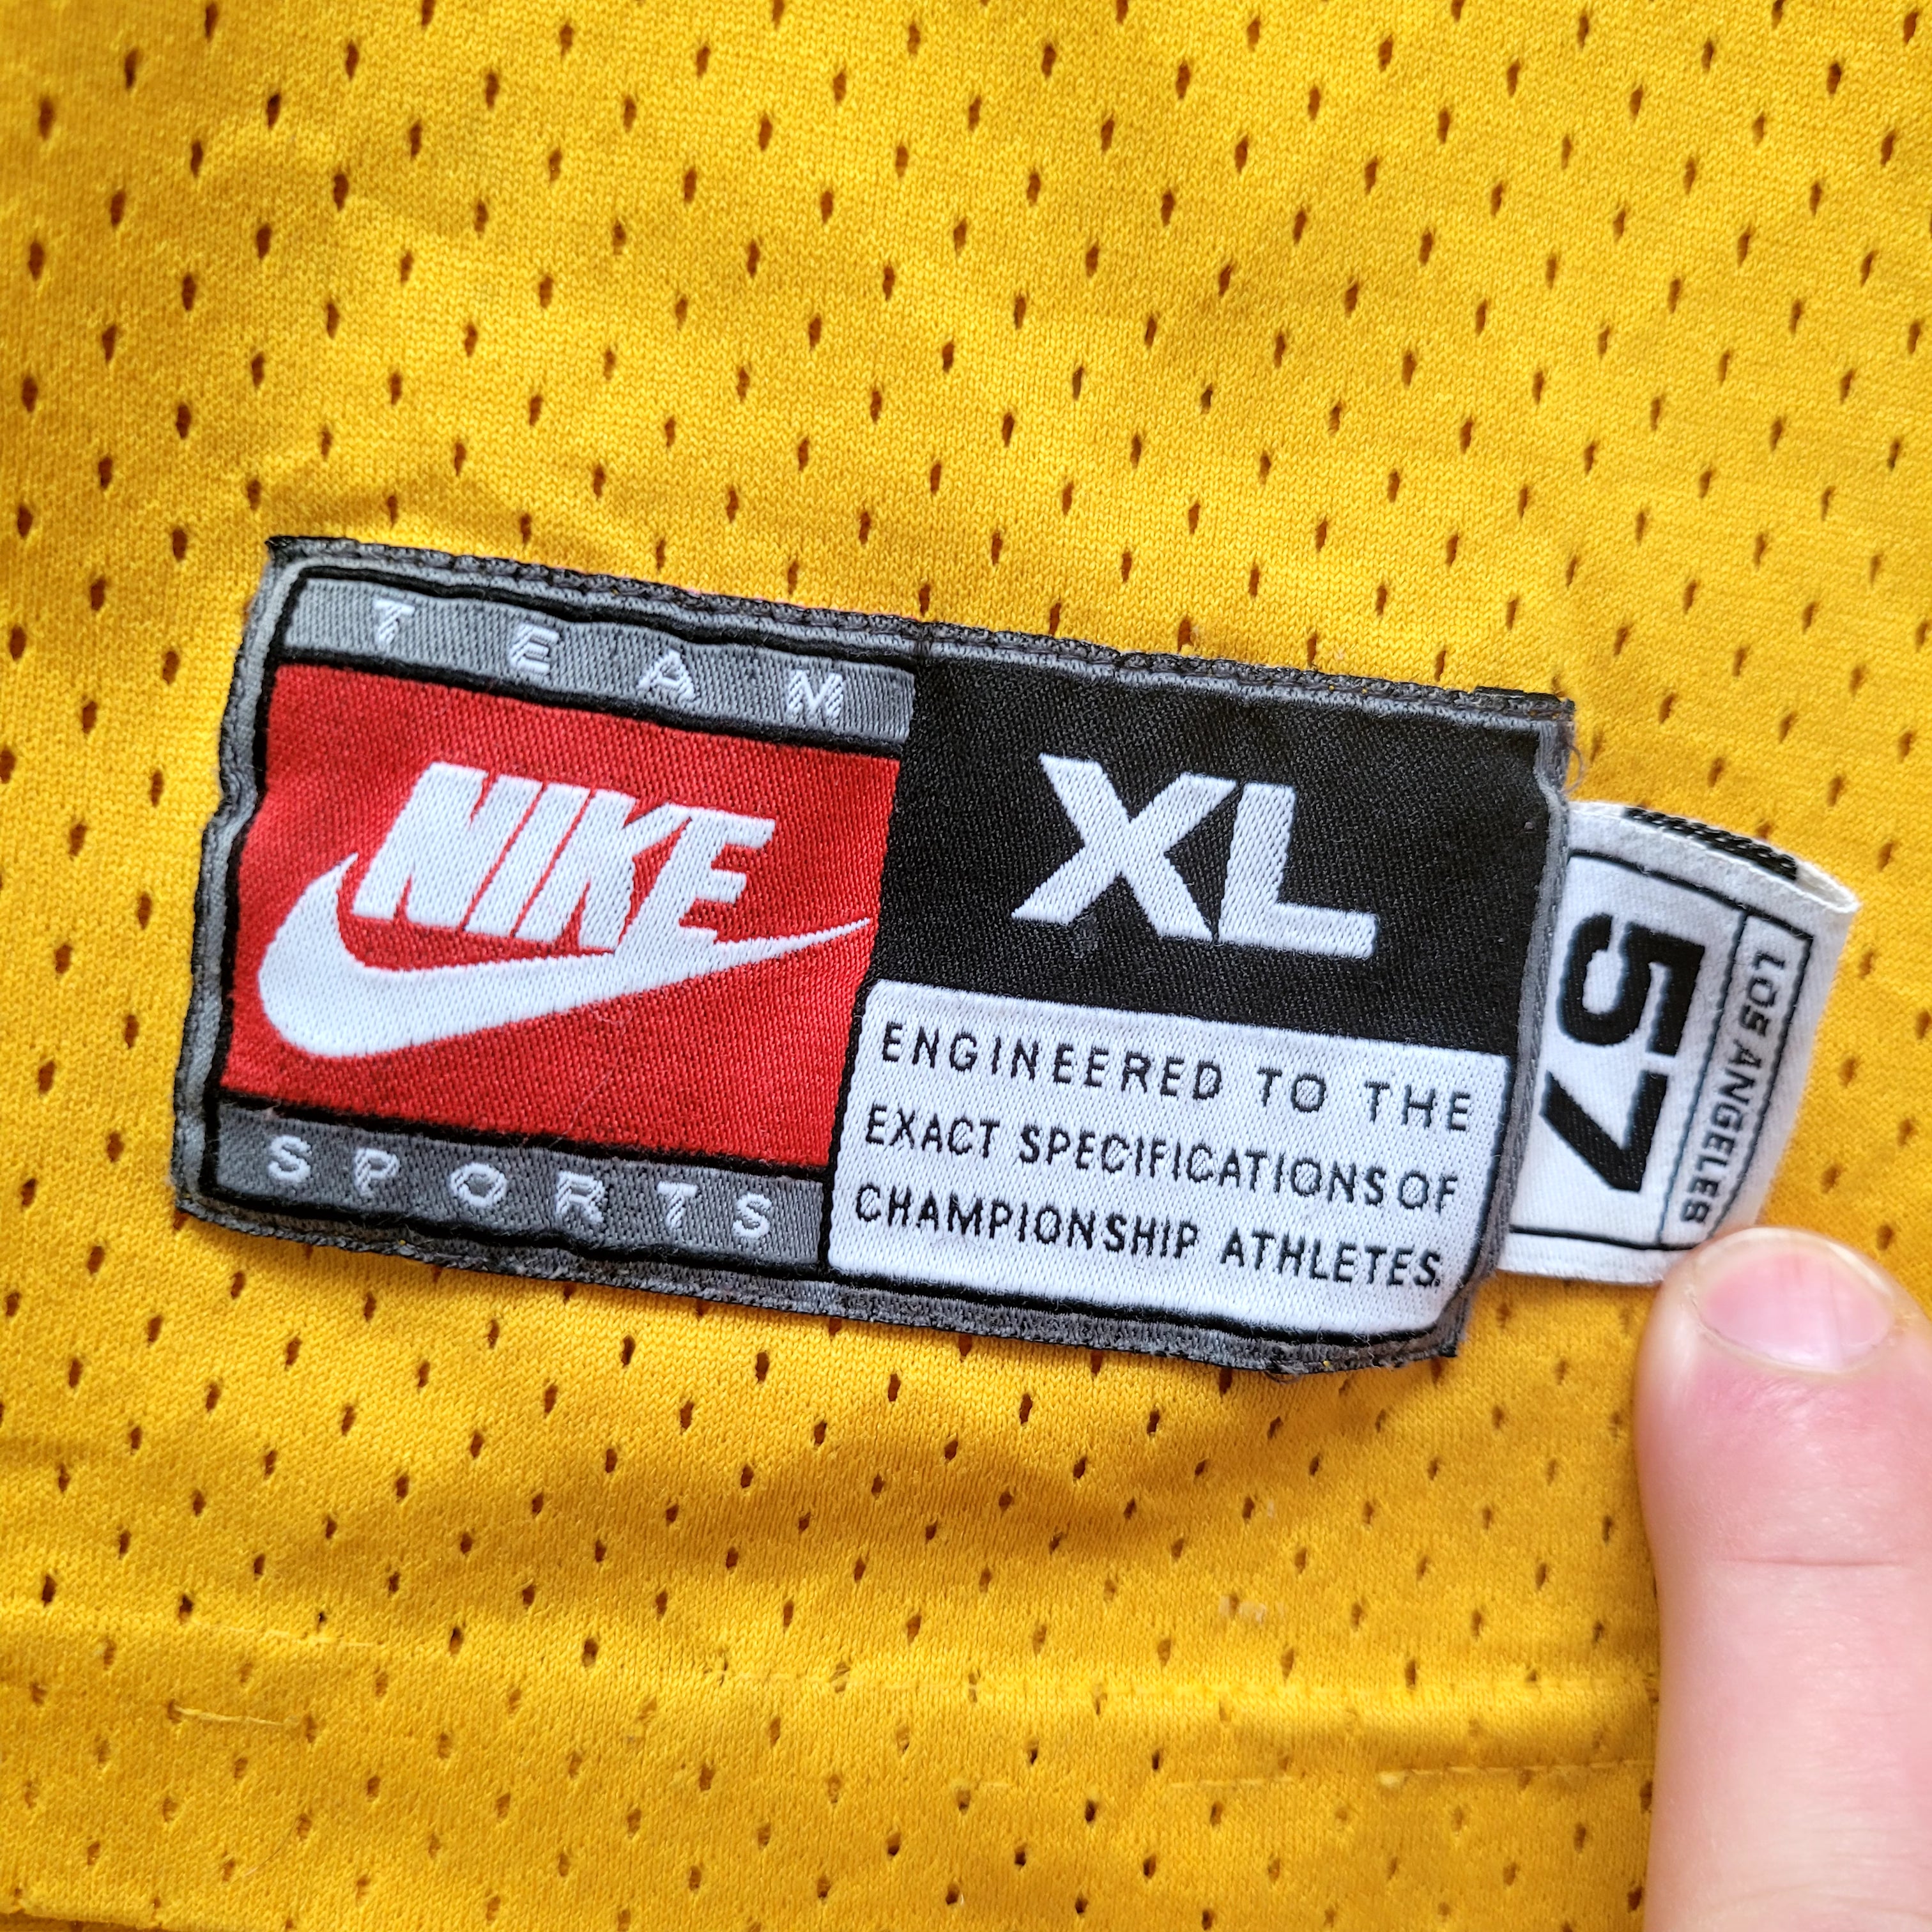 TEAM
NIKE
SPORTS
XL
ENGINEERED TO THE
EXACT SPECIFICATIONS OF
CHAMPIONSHIP ATHLETES.
57
LOS ANGELES